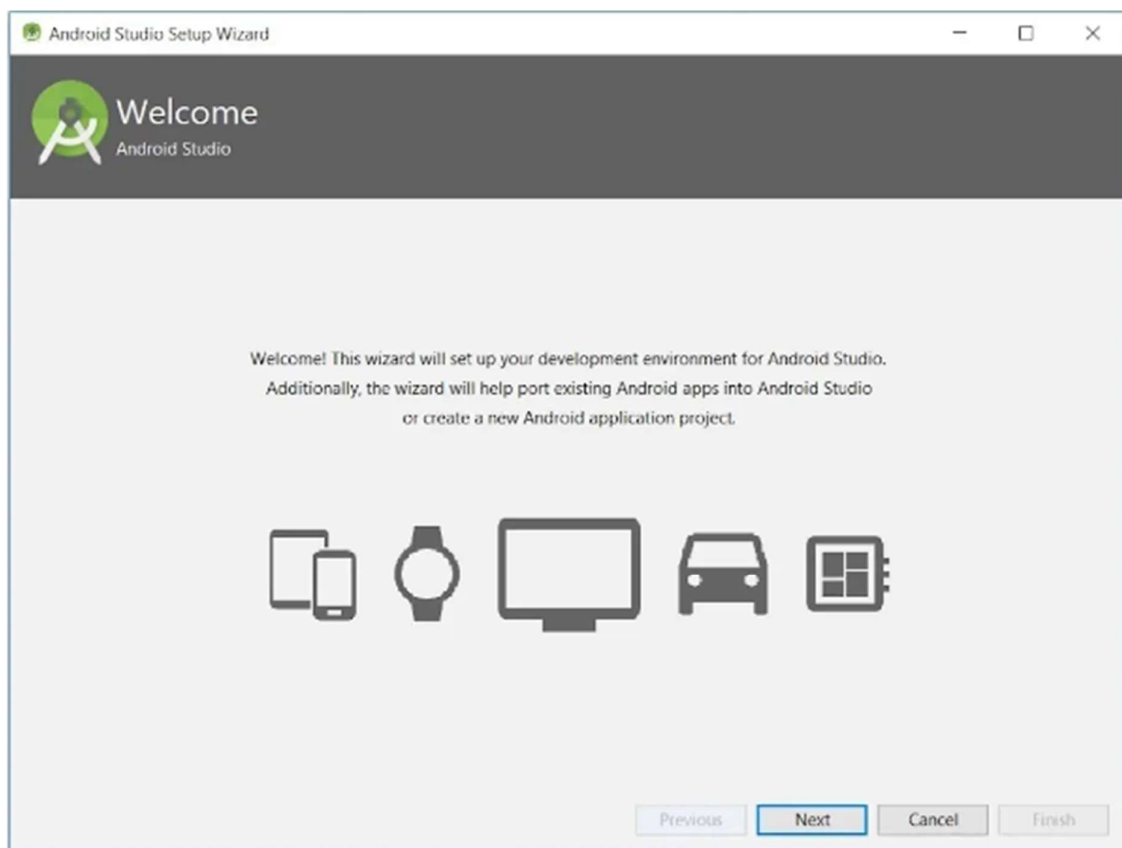 Android Studio Setup Wizard
Welcome
Android Studio
Welcome! This wizard will set up your development environment for Android Studio.
Additionally, the wizard will help port existing Android apps into Android Studio
or create a new Android application project.
Previous Next Cancel Finish